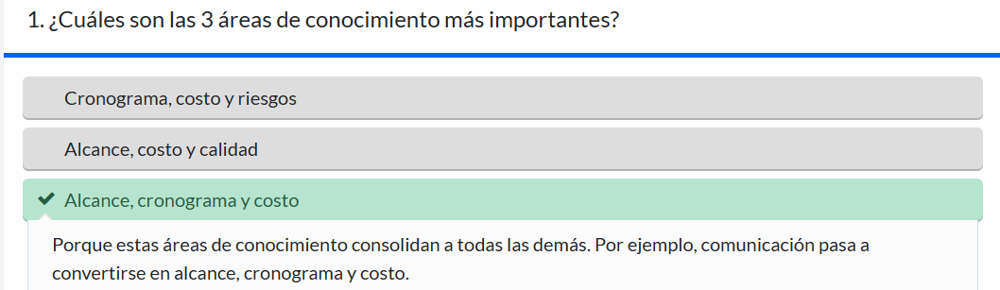 1. ¿Cuáles son las 3 áreas de conocimiento más importantes?
Cronograma, costo y riesgos
Alcance, costo y calidad
Alcance, cronograma y costo
Porque estas áreas de conocimiento consolidan a todas las demás. Por ejemplo, comunicación pasa a
convertirse en alcance, cronograma y costo.